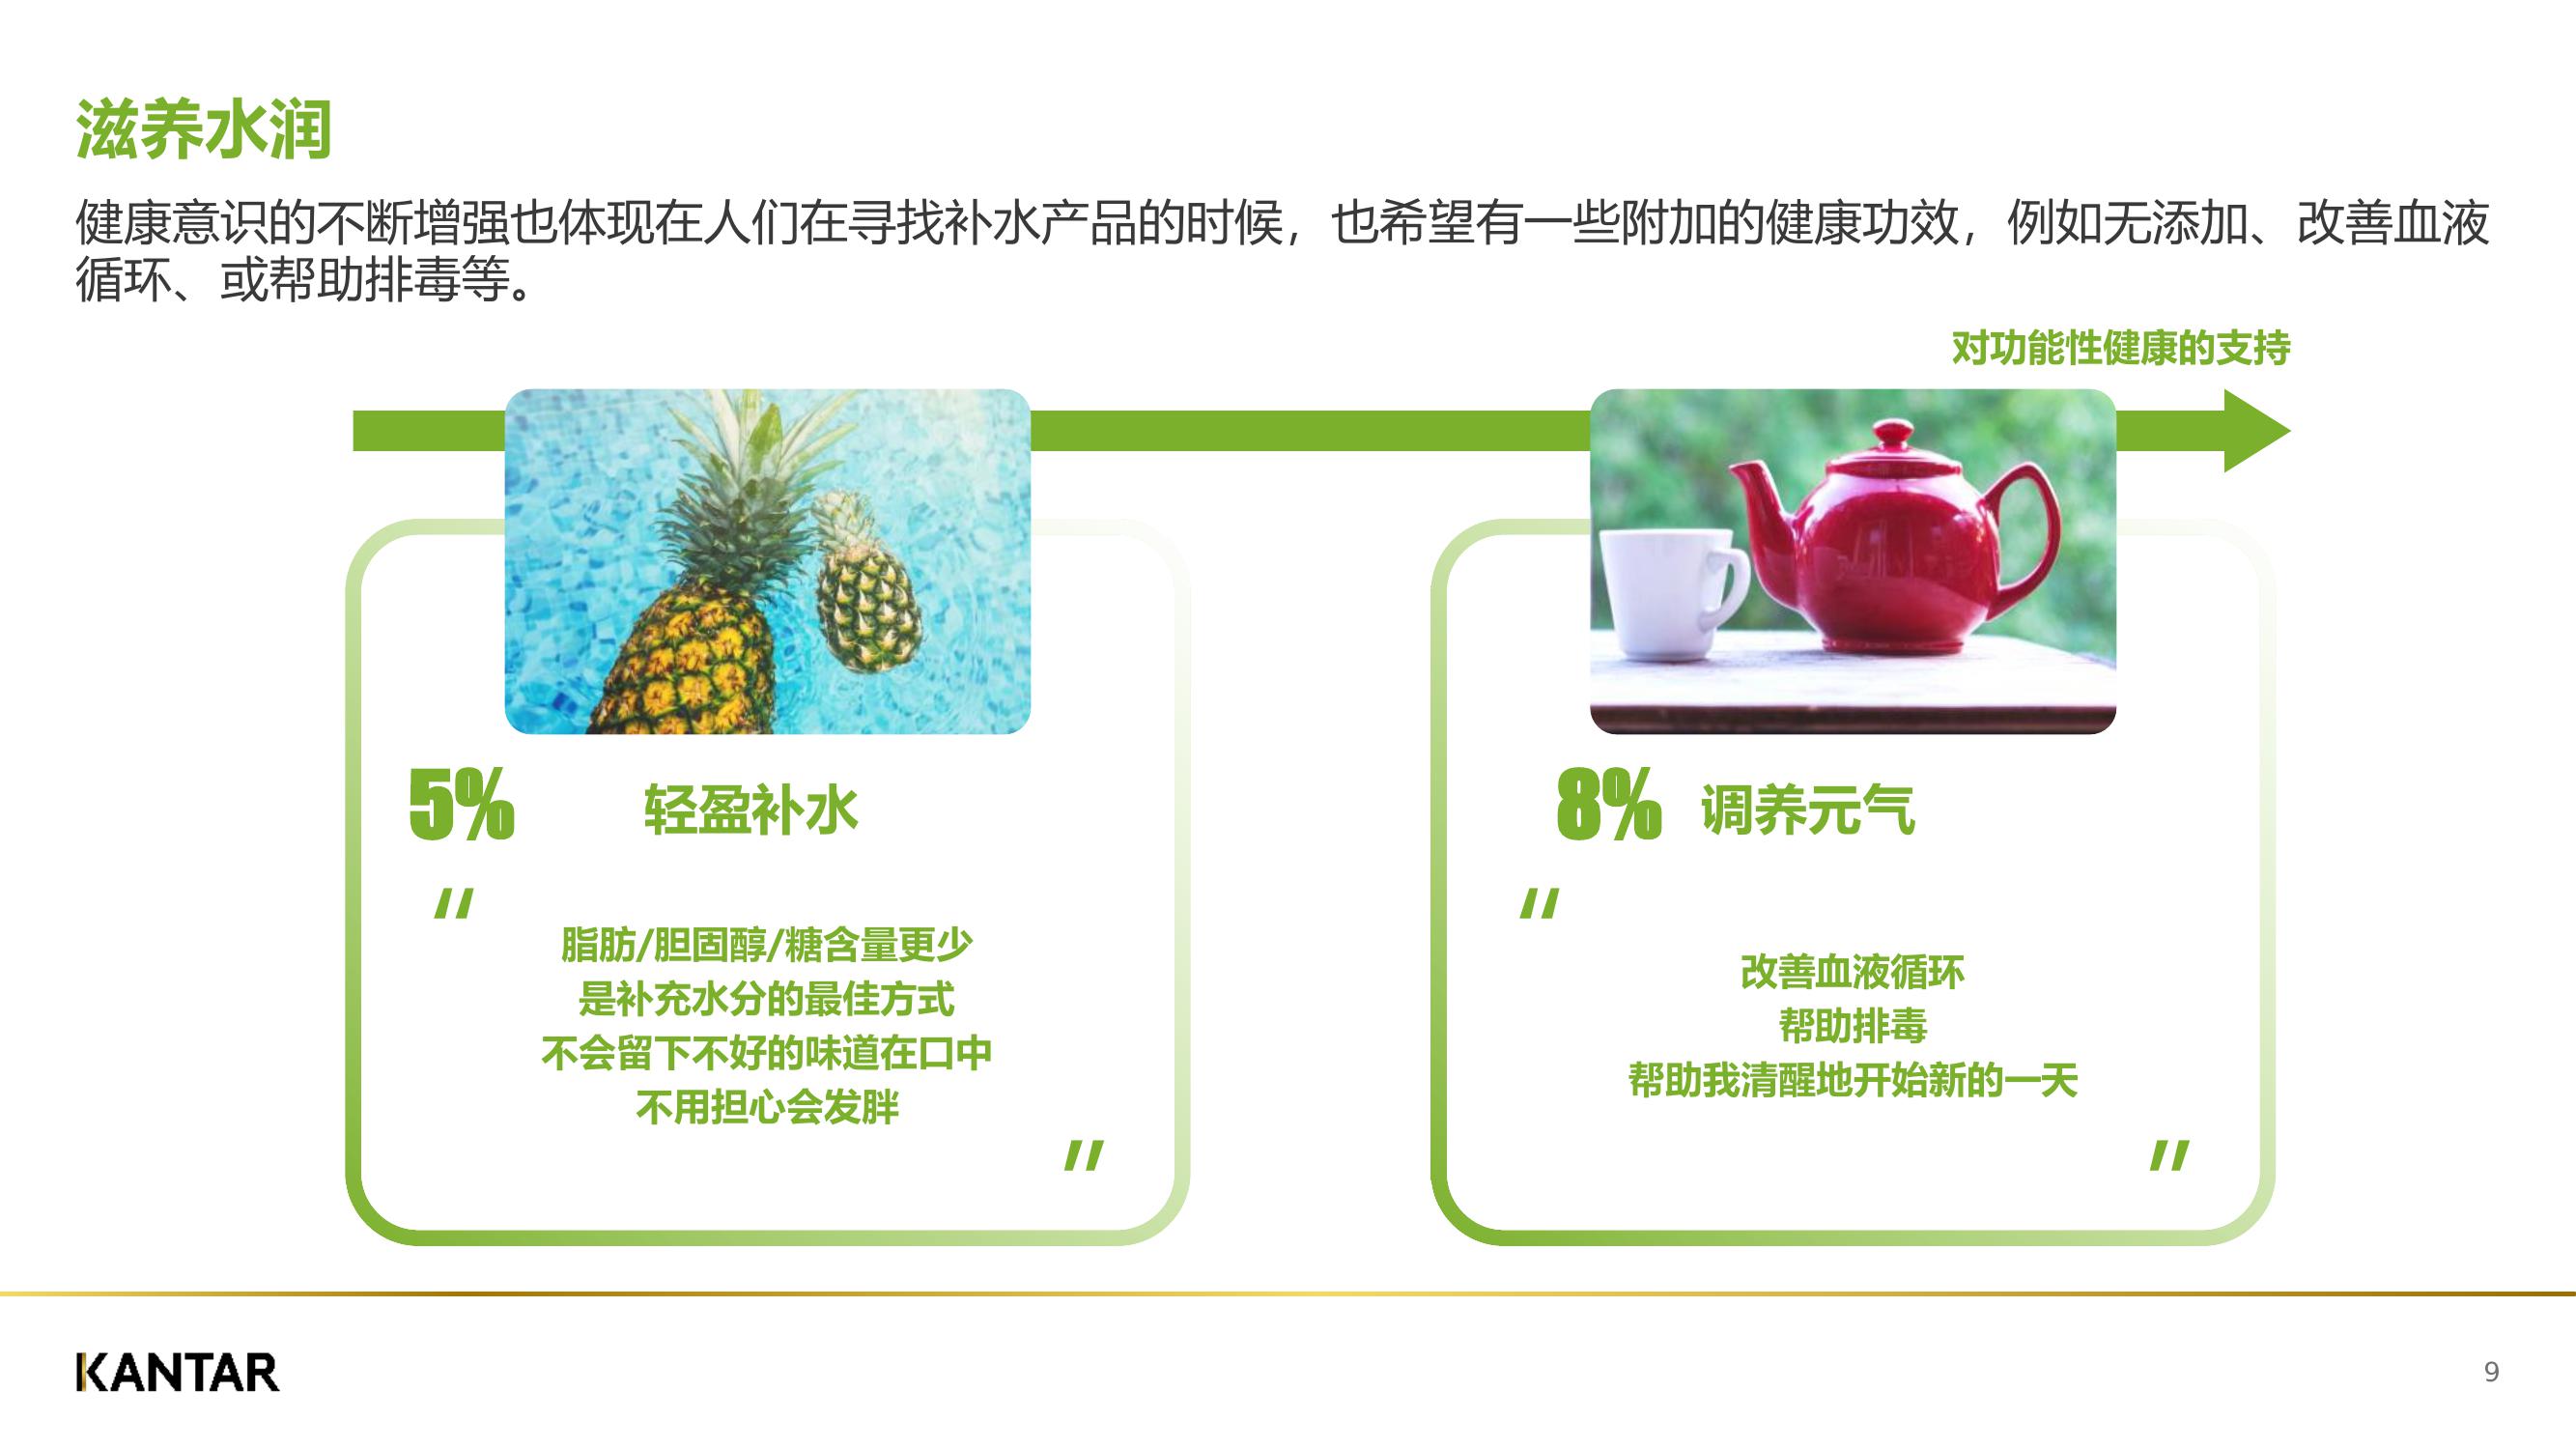 滋养水润
健康意识的不断增强也体现在人们在寻找补水产品的时候，也希望有一些附加的健康功效，例如无添加、改善血液
循环、或帮助排毒等。
对功能性健康的支持
5% 轻盈补水
“
脂肪/胆固醇/糖含量更少
是补充水分的最佳方式
不会留下不好的味道在口中
不用担心会发胖
”
8% 调养元气
“
改善血液循环
帮助排毒
帮助我清醒地开始新的一天
”
KANTAR
9